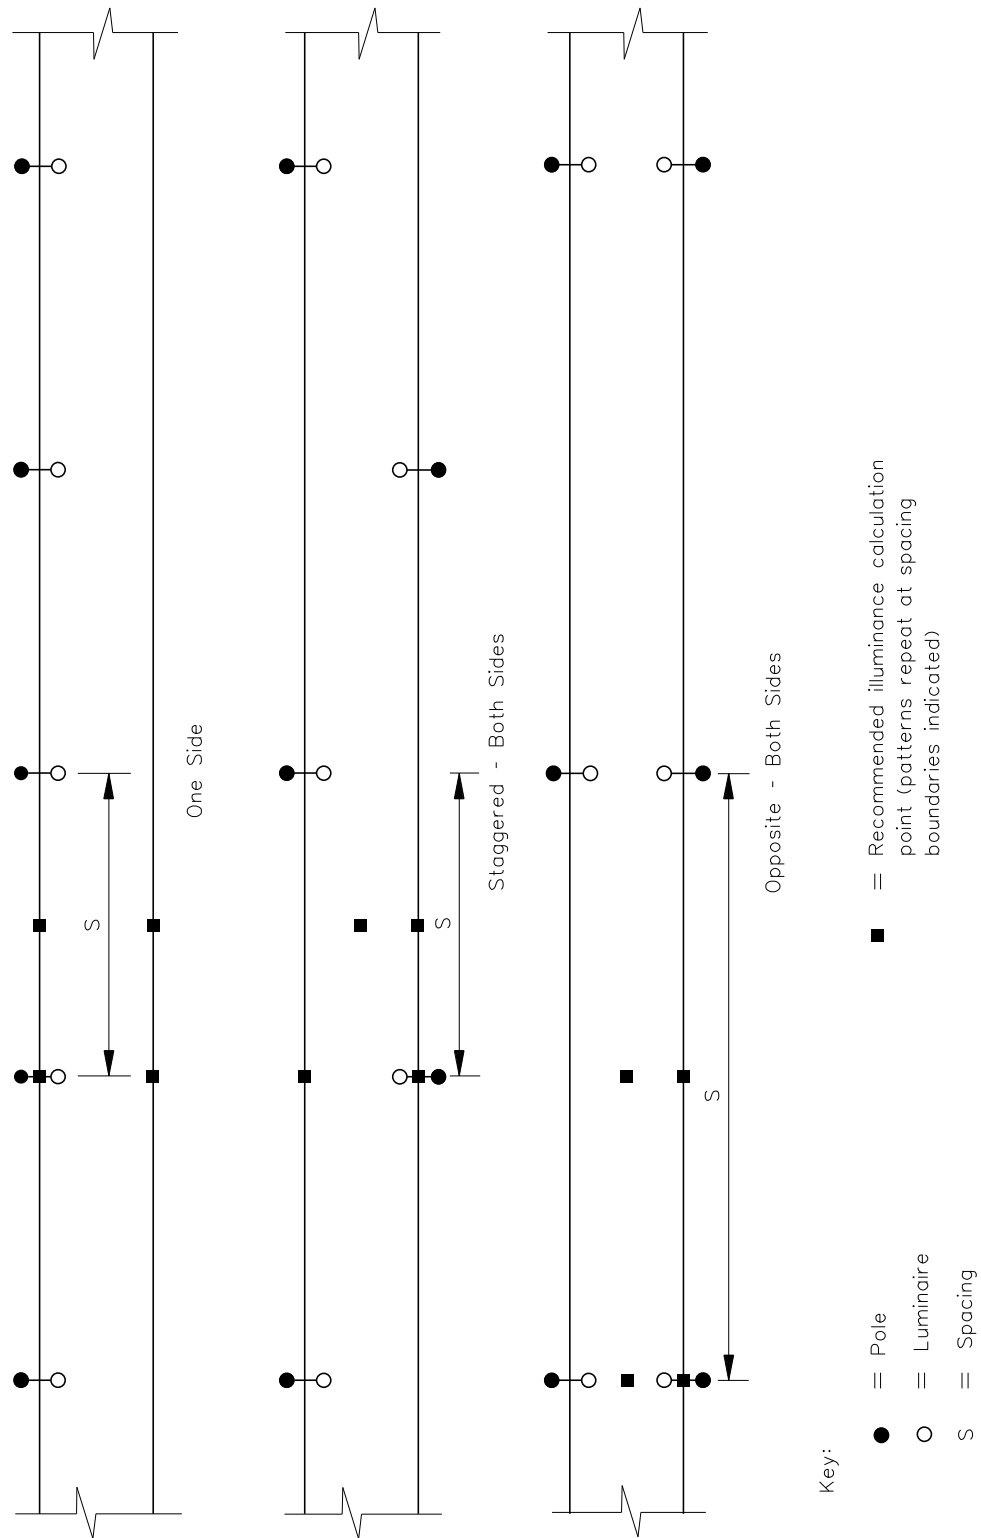 S
One Side
S
Staggered - Both Sides
S
Opposite - Both Sides
Key:
= Pole
= Luminaire
S = Spacing
= Recommended illuminance calculation
point (patterns repeat at spacing
boundaries indicated)